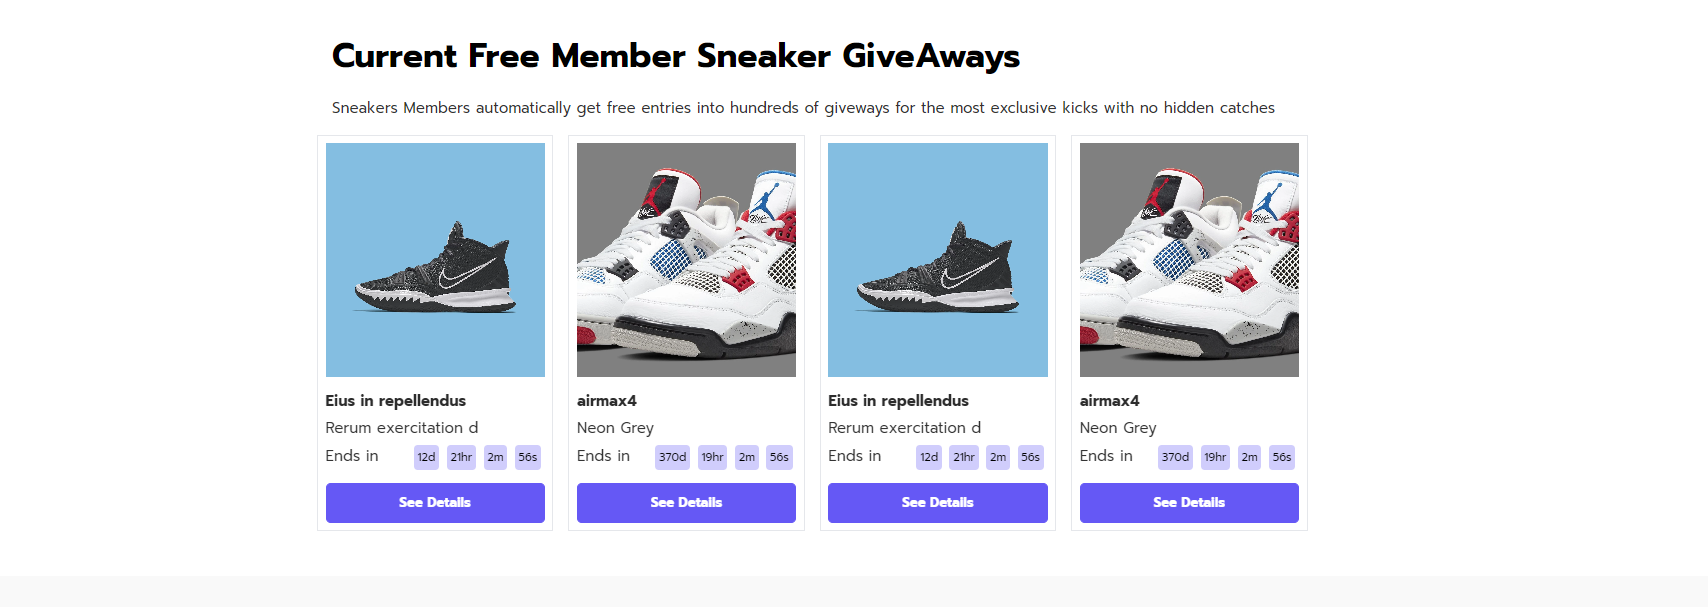 Current Free Member Sneaker GiveAways
Sneakers Members automatically get free entries into hundreds of giveways for the most exclusive kicks with no hidden catches
Eius in repellendus
Rerum exercitation d
Ends in 12d 21hr 2m 56s
See Details
airmax4
Neon Grey
Ends in 370d 19hr 2m 56s
See Details
Eius in repellendus
Rerum exercitation d
Ends in 12d 21hr 2m 56s
See Details
airmax4
Neon Grey
Ends in 370d 19hr 2m 56s
See Details